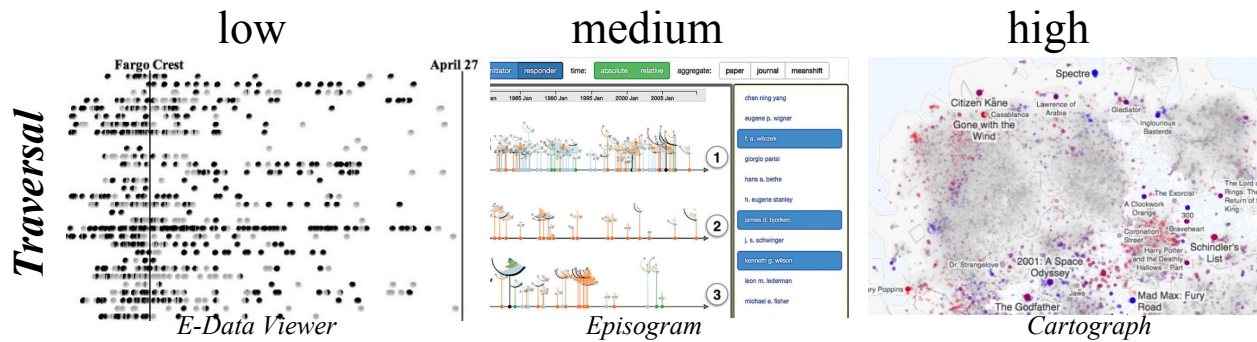 low
medium
high
Traversal
Fargo Crest
April 27
E-Data Viewer
initiator
responder
time:
absolute
relative
aggregate:
paper
journal
meanshift
1985 Jan
1990 Jan
1995 Jan
2000 Jan
2005 Jan
1
2
3
chen ning yang
eugene p. wigner
f. a. wilczek
giorgio parisi
hans a. bethe
h. eugene stanley
james d. bjorken
j. s. schwinger
kenneth g. wilson
leon m. lederman
michael e. fisher
Episogram
Spectre
Citizen Kane
Casablanca
Gone with the
Wind
Lawrence of
Arabia
Gladiator
Inglourious
Basterds
The Exorcist
The Lord o
Rings: The
Return of t
King
A Clockwork
Orange
300
Braveheart
Coronation
Street
Schindler's
List
Harry Potter
and the Deathly
Hallows – Part
2
Dr. Strangelove
2001: A Space
Odyssey
Jaws
ry Poppins
The Godfather
Mad Max: Fury
Road
Cartograph